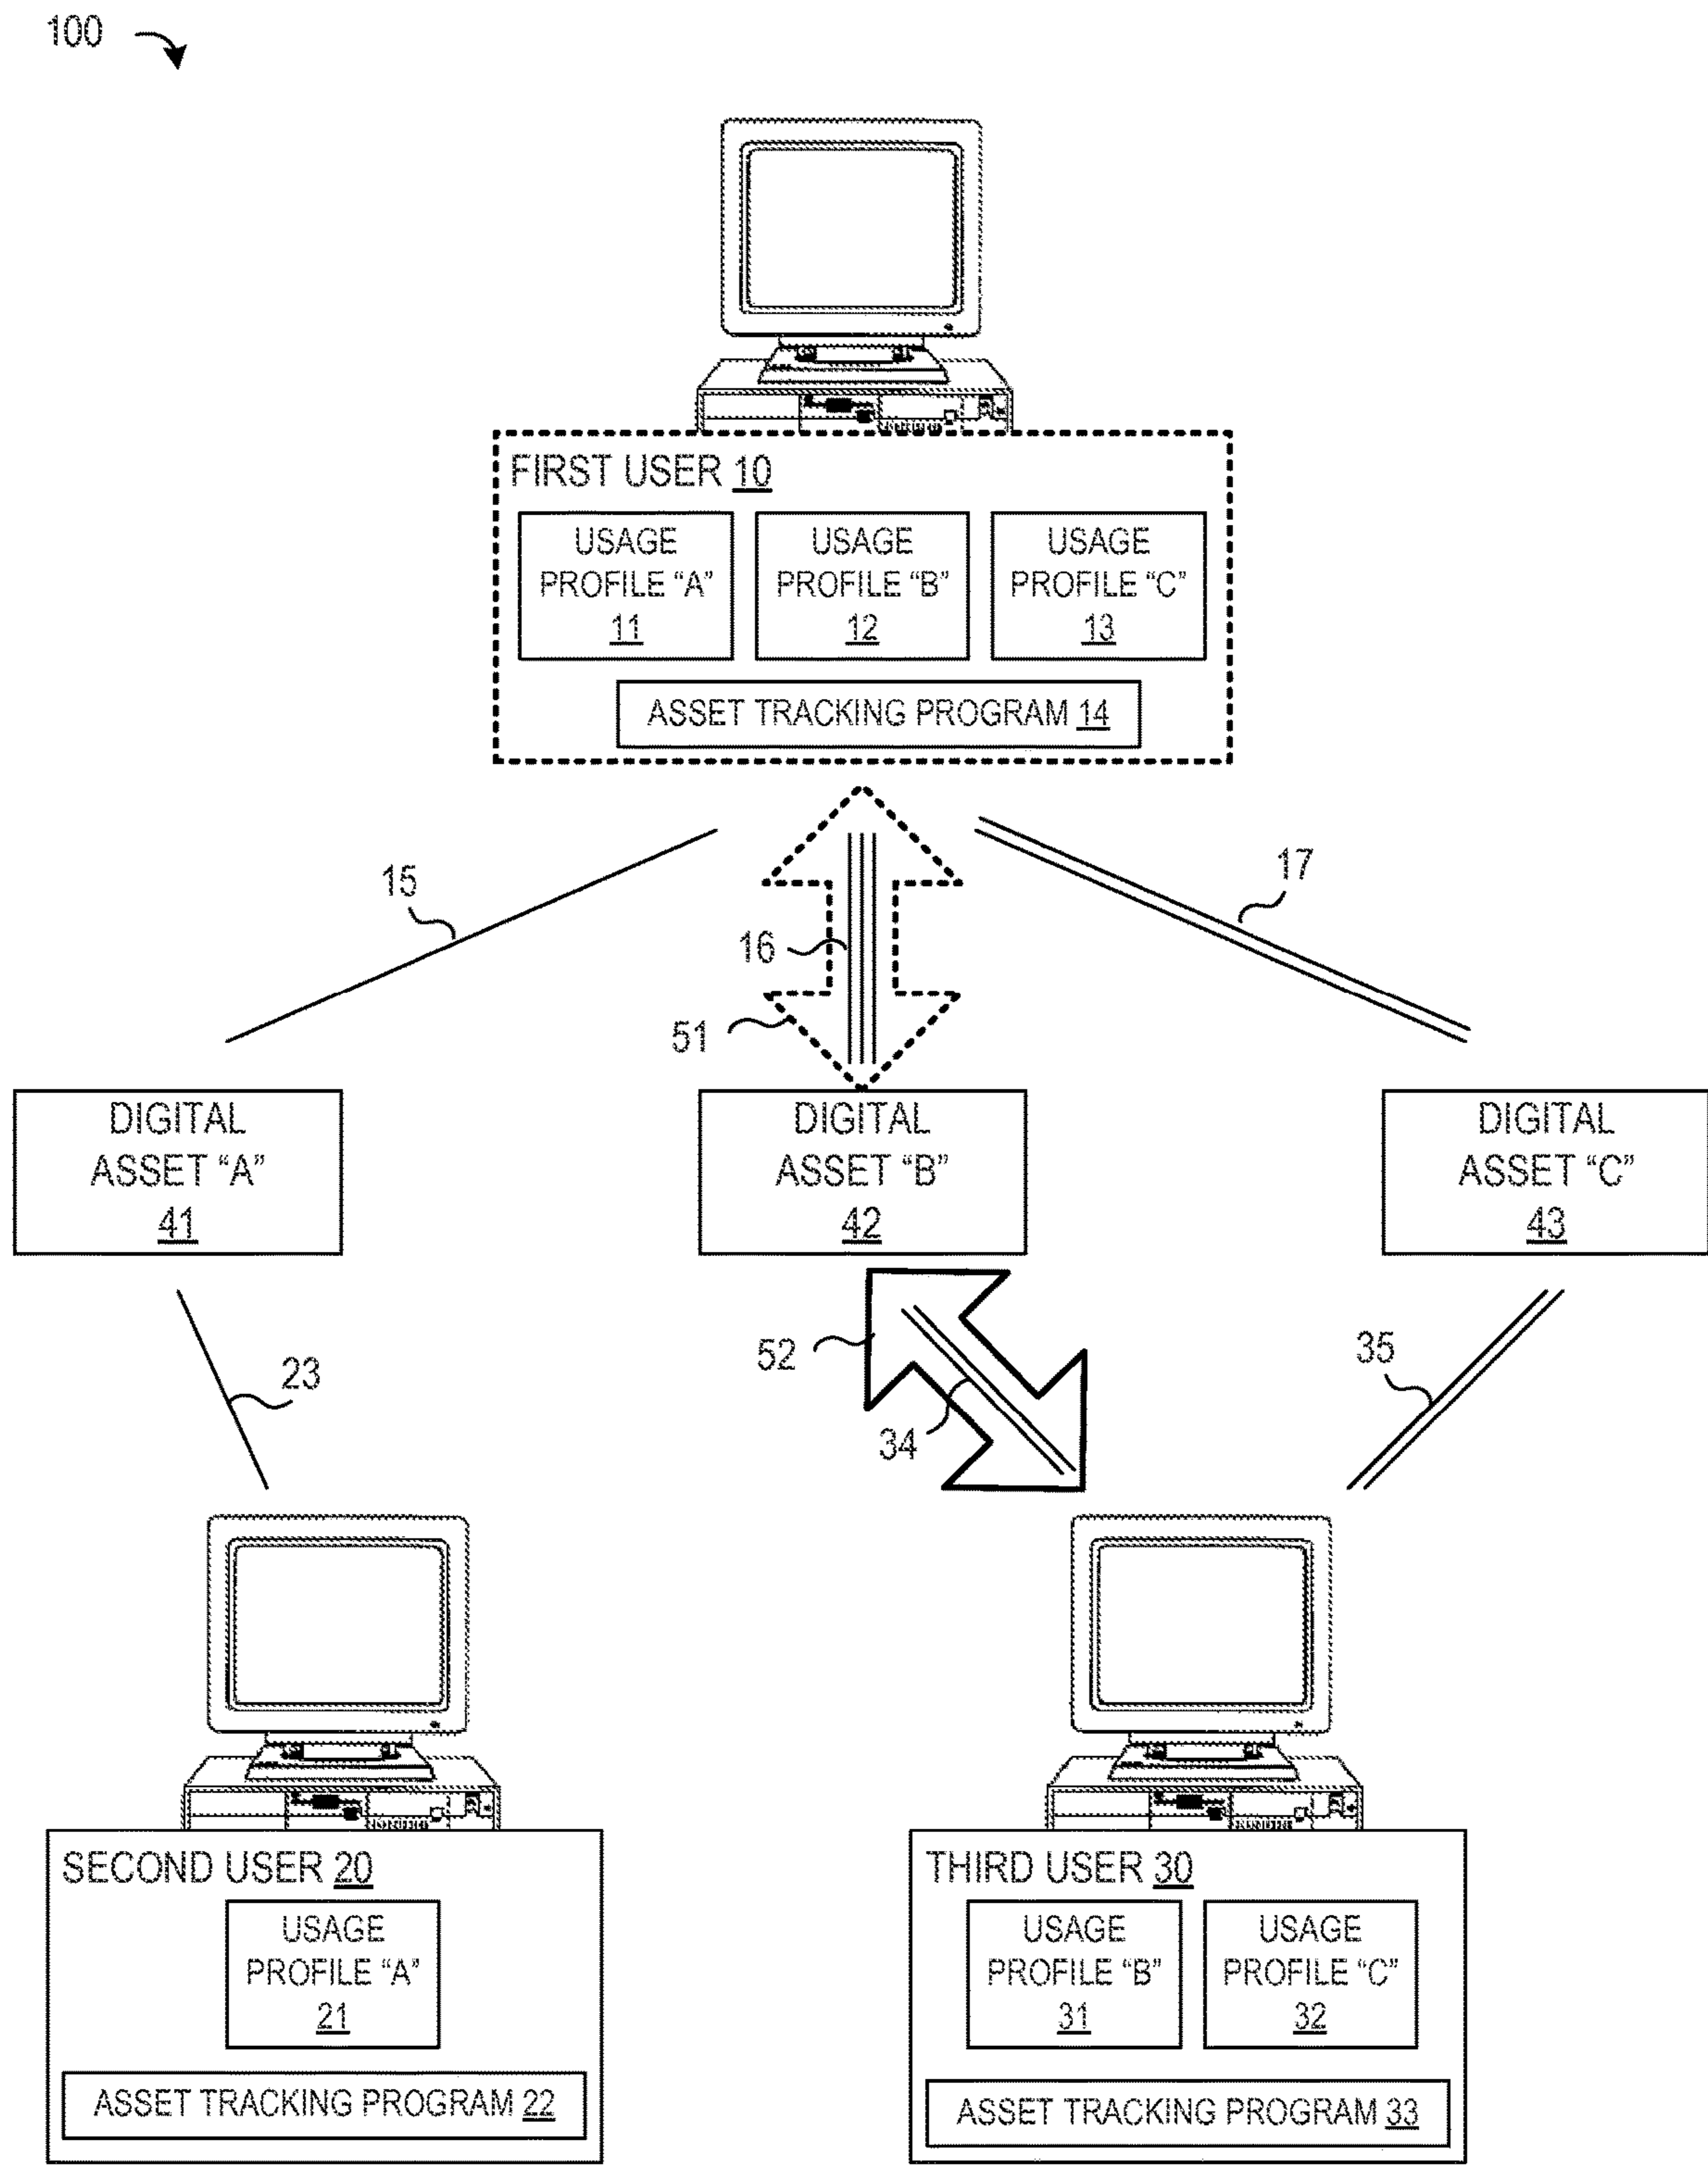 100
FIRST USER 10
USAGE
PROFILE “A”
11
USAGE
PROFILE “B”
12
USAGE
PROFILE “C”
13
ASSET TRACKING PROGRAM 14
15
16
17
51
DIGITAL
ASSET “A”
41
DIGITAL
ASSET “B”
42
DIGITAL
ASSET “C”
43
23
52
34
35
SECOND USER 20
USAGE
PROFILE “A”
21
ASSET TRACKING PROGRAM 22
THIRD USER 30
USAGE
PROFILE “B”
31
USAGE
PROFILE “C”
32
ASSET TRACKING PROGRAM 33